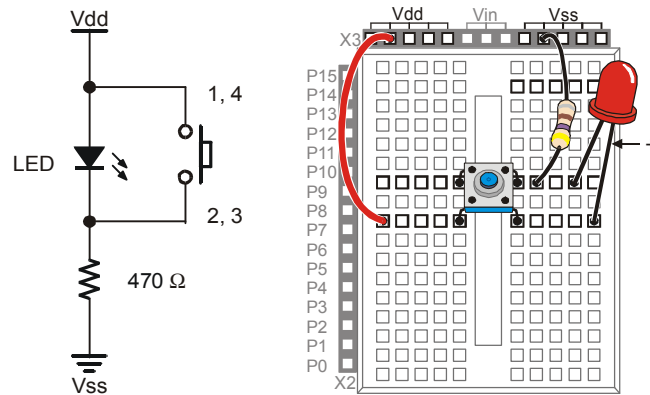 Vdd
1, 4
LED
2, 3
470 Ω
Vss
Vdd
Vin
Vss
X3
P15
P14
P13
P12
P11
P10
P9
P8
P7
P6
P5
P4
P3
P2
P1
P0
X2